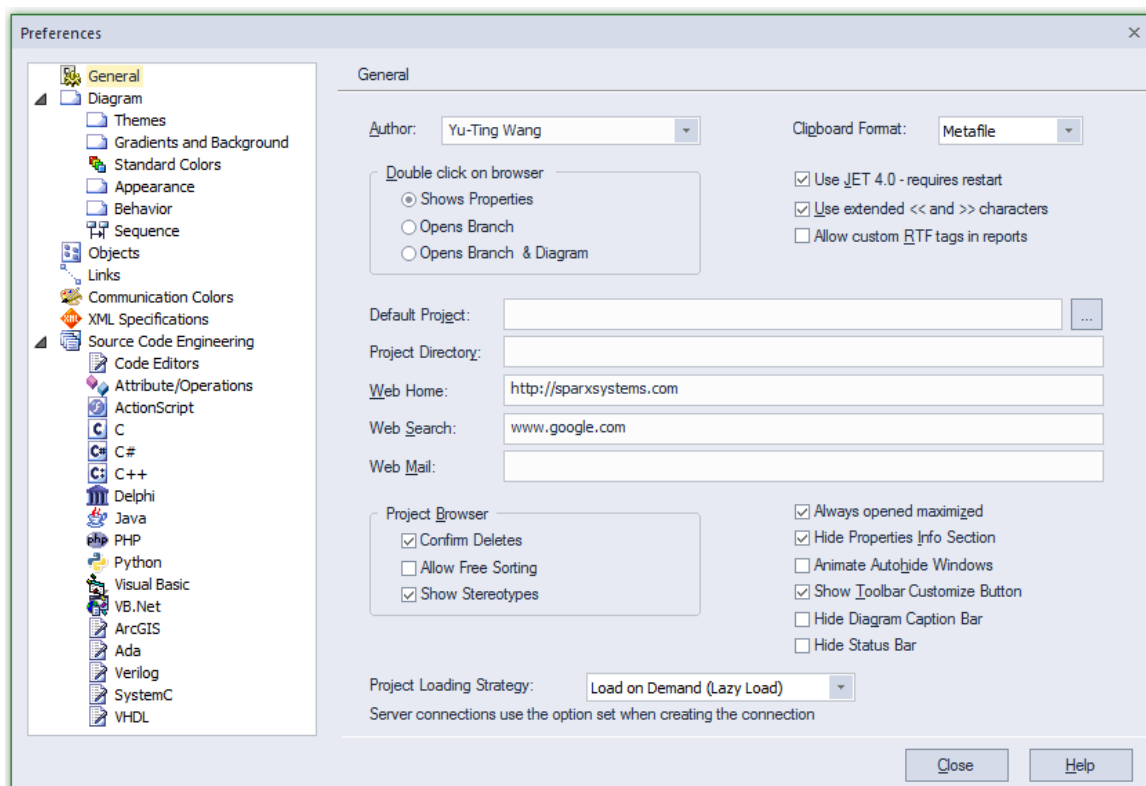 Preferences
General
Diagram
Themes
Gradients and Background
Standard Colors
Appearance
Behavior
Sequence
Objects
Links
Communication Colors
XML Specifications
Source Code Engineering
Code Editors
Attribute/Operations
ActionScript
C
C#
C++
Delphi
Java
PHP
Python
Visual Basic
VB.Net
ArcGIS
Ada
Verilog
SystemC
VHDL
General
Author: Yu-Ting Wang
Clipboard Format: Metafile
Double click on browser
Shows Properties
Opens Branch
Opens Branch & Diagram
Use JET 4.0 - requires restart
Use extended << and >> characters
Allow custom RTF tags in reports
Default Project: ...
Project Directory:
Web Home: http://sparxsystems.com
Web Search: www.google.com
Web Mail:
Project Browser
Confirm Deletes
Allow Free Sorting
Show Stereotypes
Always opened maximized
Hide Properties Info Section
Animate Autohide Windows
Show Toolbar Customize Button
Hide Diagram Caption Bar
Hide Status Bar
Project Loading Strategy: Load on Demand (Lazy Load)
Server connections use the option set when creating the connection
Close Help